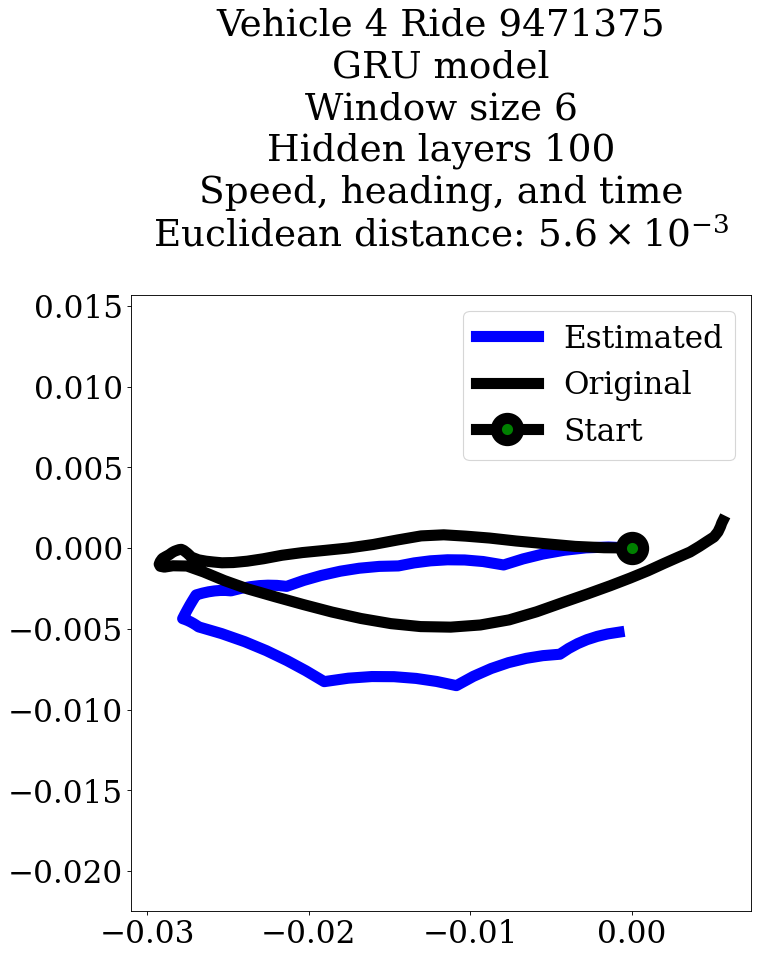 Vehicle 4 Ride 9471375
GRU model
Window size 6
Hidden layers 100
Speed, heading, and time
Euclidean distance: 5.6 × 10⁻³
Estimated
Original
Start
0.015
0.010
0.005
0.000
−0.005
−0.010
−0.015
−0.020
−0.03 −0.02 −0.01 0.00